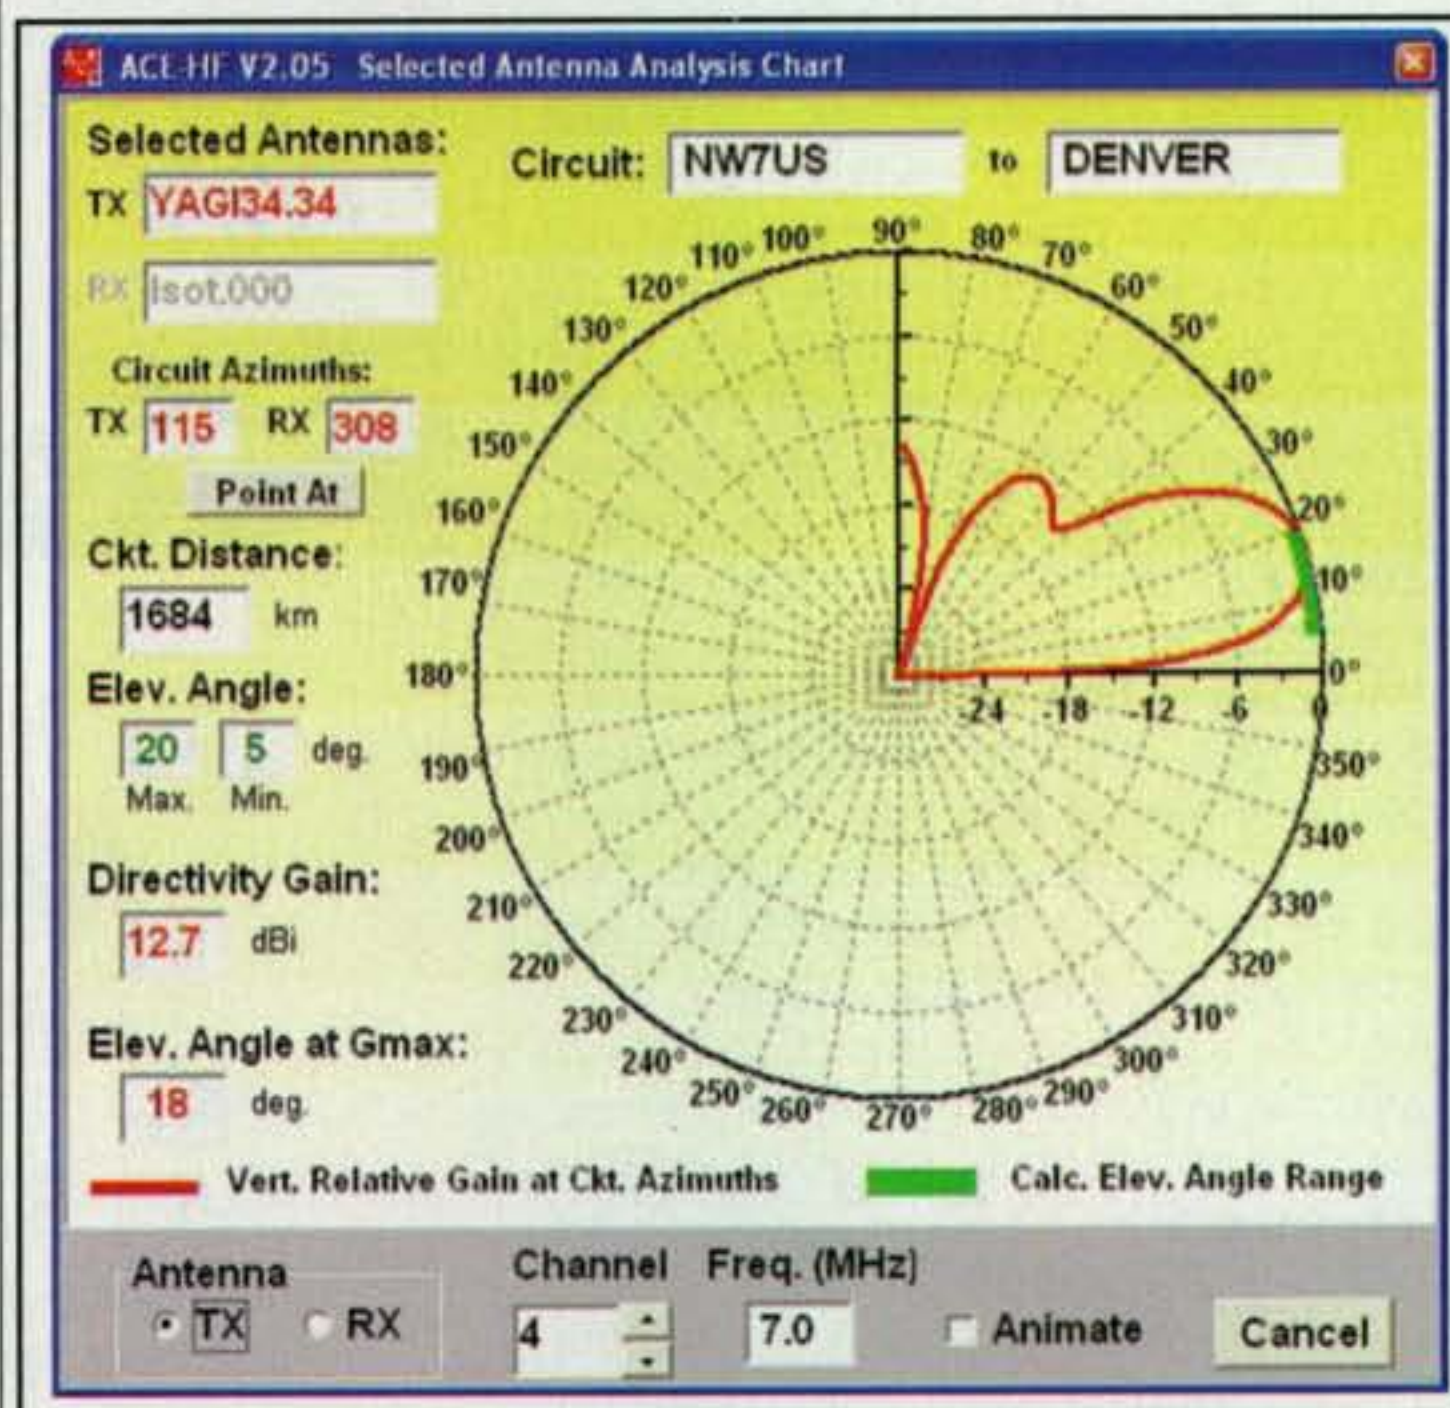 ACE-HF V2.05 Selected Antenna Analysis Chart
Selected Antennas:
TX YAGI34.34
RX Isot.000
Circuit: NW7US to DENVER
Circuit Azimuths:
TX 115 RX 308
Point At
Ckt. Distance:
1684 km
Elev. Angle:
20 5 deg.
Max. Min.
Directivity Gain:
12.7 dBi
Elev. Angle at Gmax:
18 deg.
90°
100°
110°
120°
130°
140°
150°
160°
170°
180°
190°
200°
210°
220°
230°
240°
250°
260°
270°
280°
290°
300°
310°
320°
330°
340°
350°
0°
10°
20°
30°
40°
50°
60°
70°
80°
-24 -18 -12 -6 0
Vert. Relative Gain at Ckt. Azimuths
Calc. Elev. Angle Range
Antenna
TX RX
Channel
4
Freq. (MHz)
7.0
Animate
Cancel